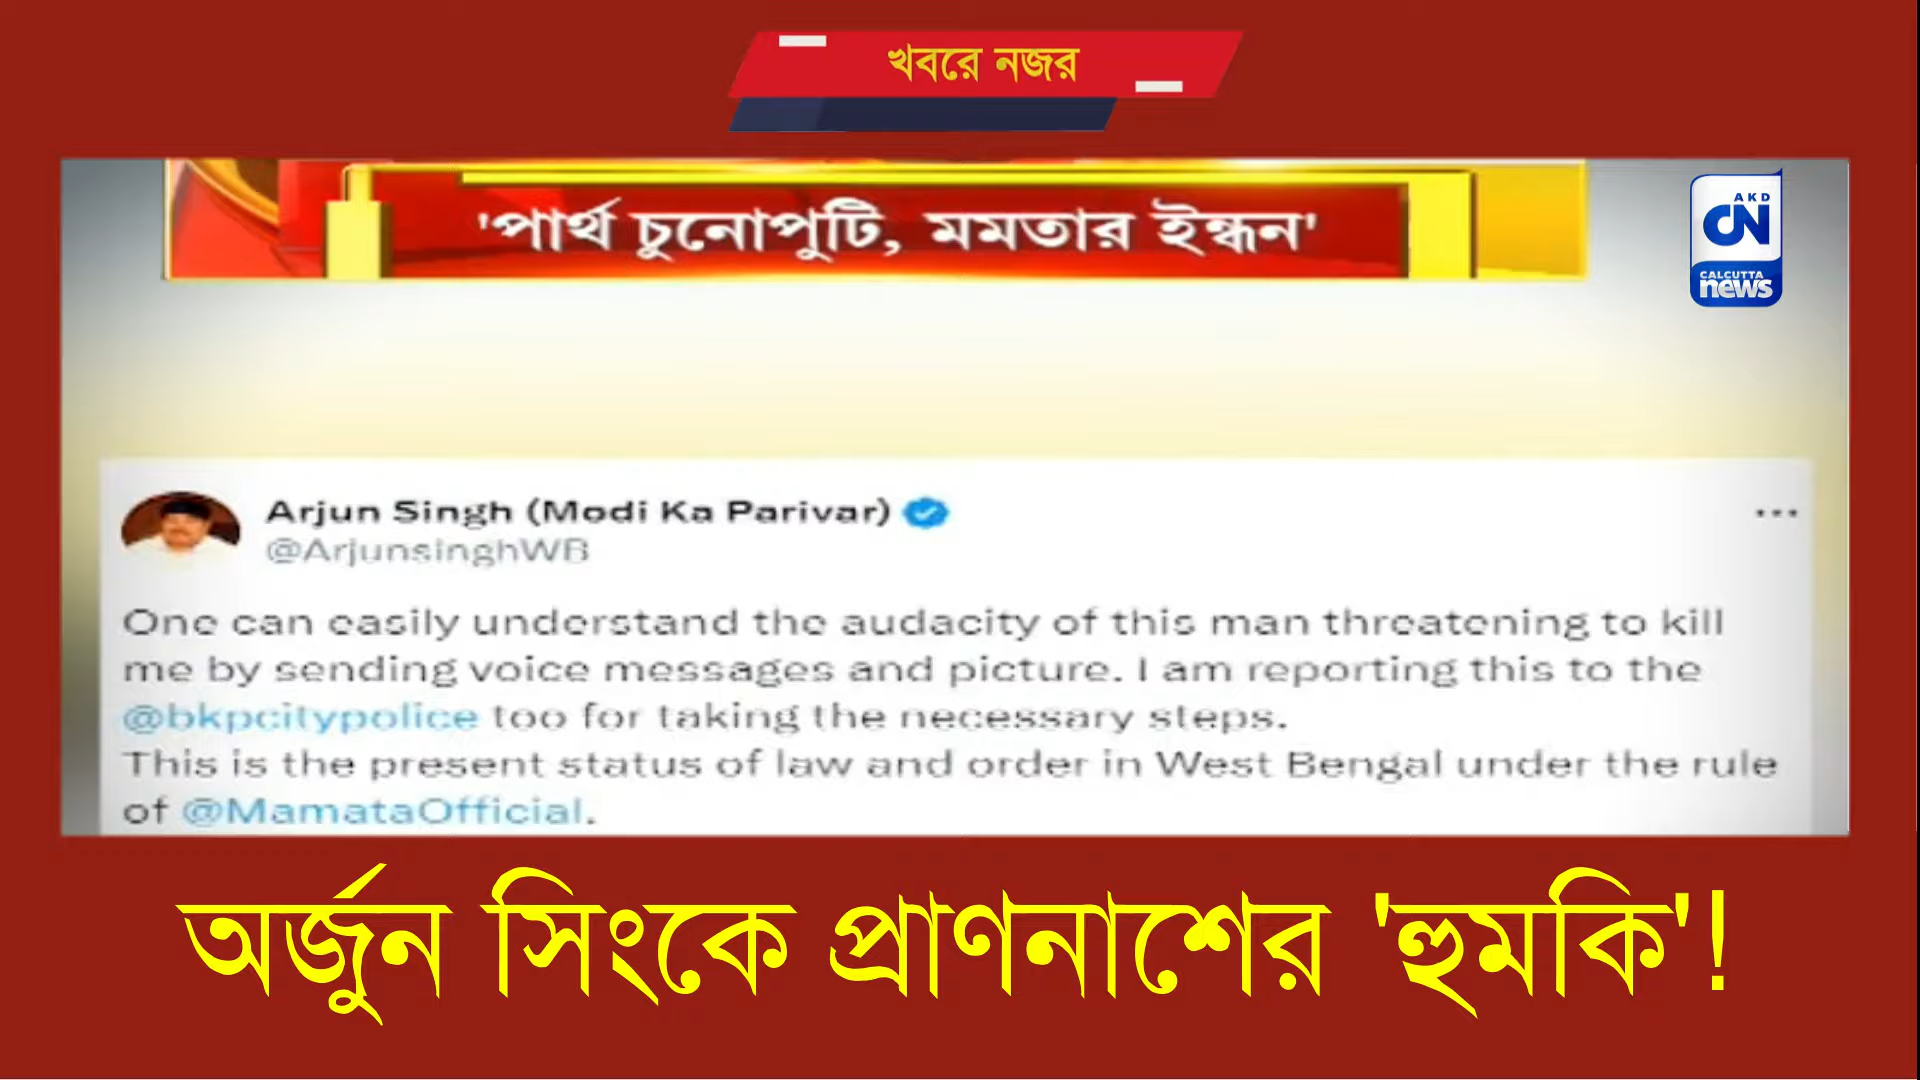 খবরে নজর
'পার্থ চুনোপুটি, মমতার ইন্ধন'
AKD
CN
CALCUTTA
news
Arjun Singh (Modi Ka Parivar)
@ArjunsinghWB
One can easily understand the audacity of this man threatening to kill
me by sending voice messages and picture. I am reporting this to the
@bkpcitypolice too for taking the necessary steps.
This is the present status of law and order in West Bengal under the rule
of @MamataOfficial.
অর্জুন সিংকে প্রাণনাশের 'হুমকি'!